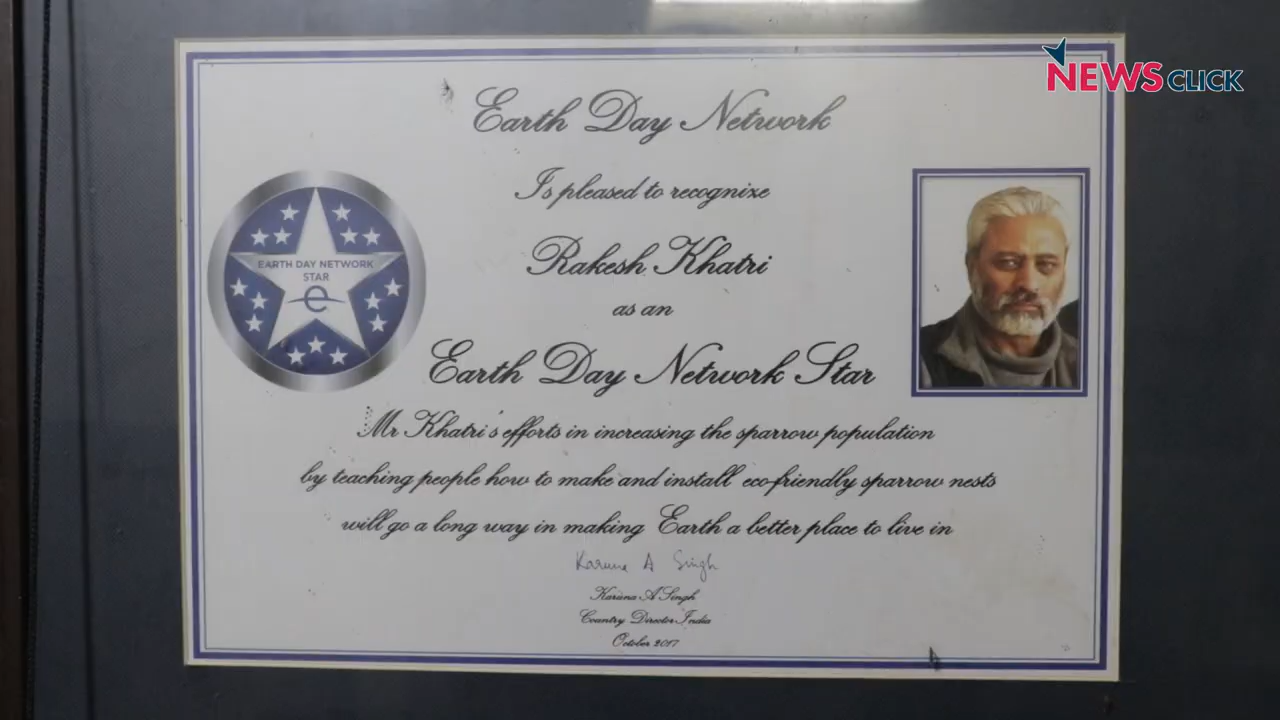 NEWSCLICK
Earth Day Network
Is pleased to recognize
EARTH DAY NETWORK
STAR
e
Rakesh Khatri
as an
Earth Day Network Star
Mr Khatri's efforts in increasing the sparrow population
by teaching people how to make and install eco-friendly sparrow nests
will go a long way in making Earth a better place to live in
Karuna A Singh
Karuna A Singh
Country Director India
October 2017